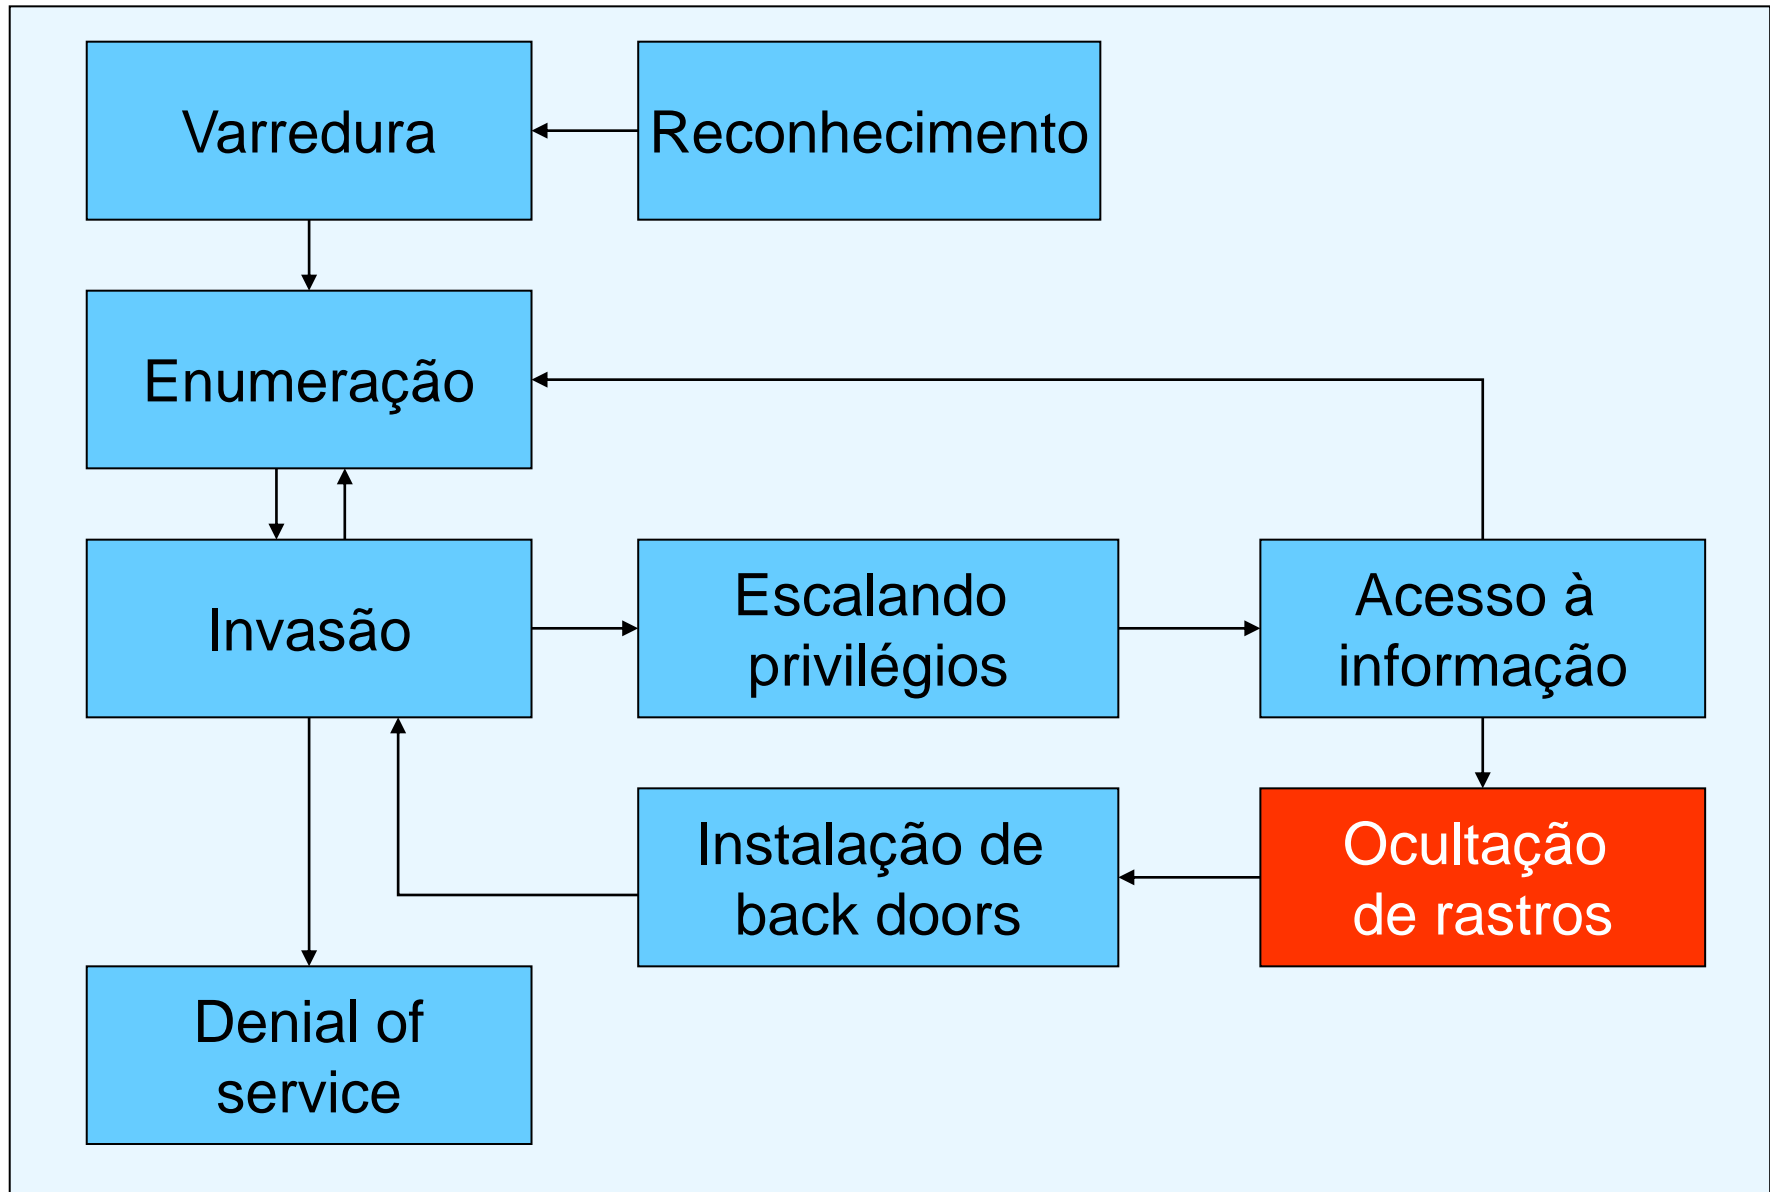 Varredura
Reconhecimento
Enumeração
Invasão
Escalando
privilégios
Acesso à
informação
Instalação de
back doors
Ocultação
de rastros
Denial of
service